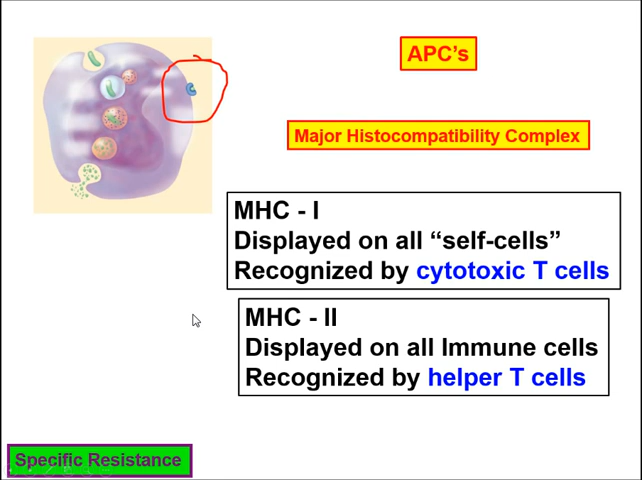 APC's
Major Histocompatibility Complex
MHC - I
Displayed on all “self-cells”
Recognized by cytotoxic T cells
MHC - II
Displayed on all Immune cells
Recognized by helper T cells
Specific Resistance